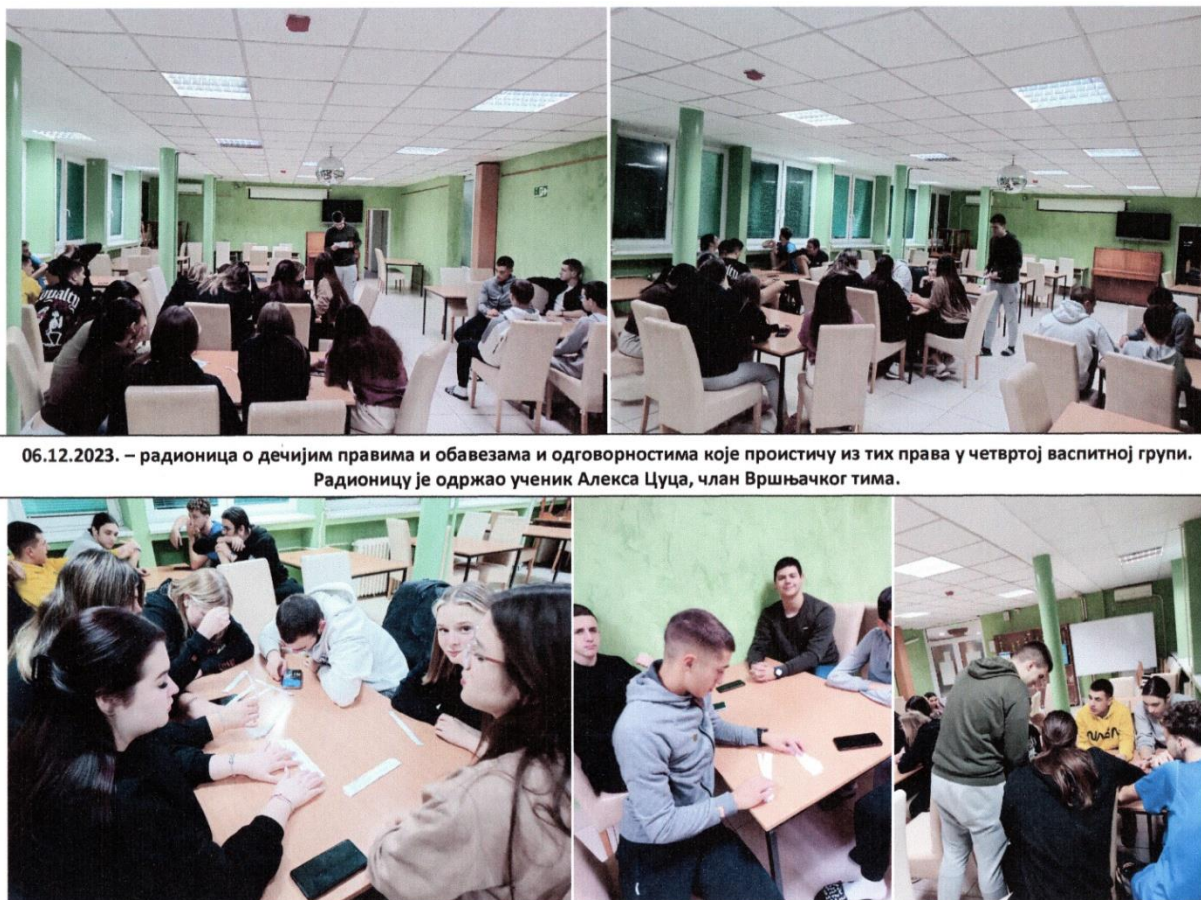 06.12.2023. – радионица о дечијим правима и обавезама и одговорностима које проистичу из тих права у четвртој васпитној групи.
Радионицу је одржао ученик Алекса Цуца, члан Вршњачког тима.